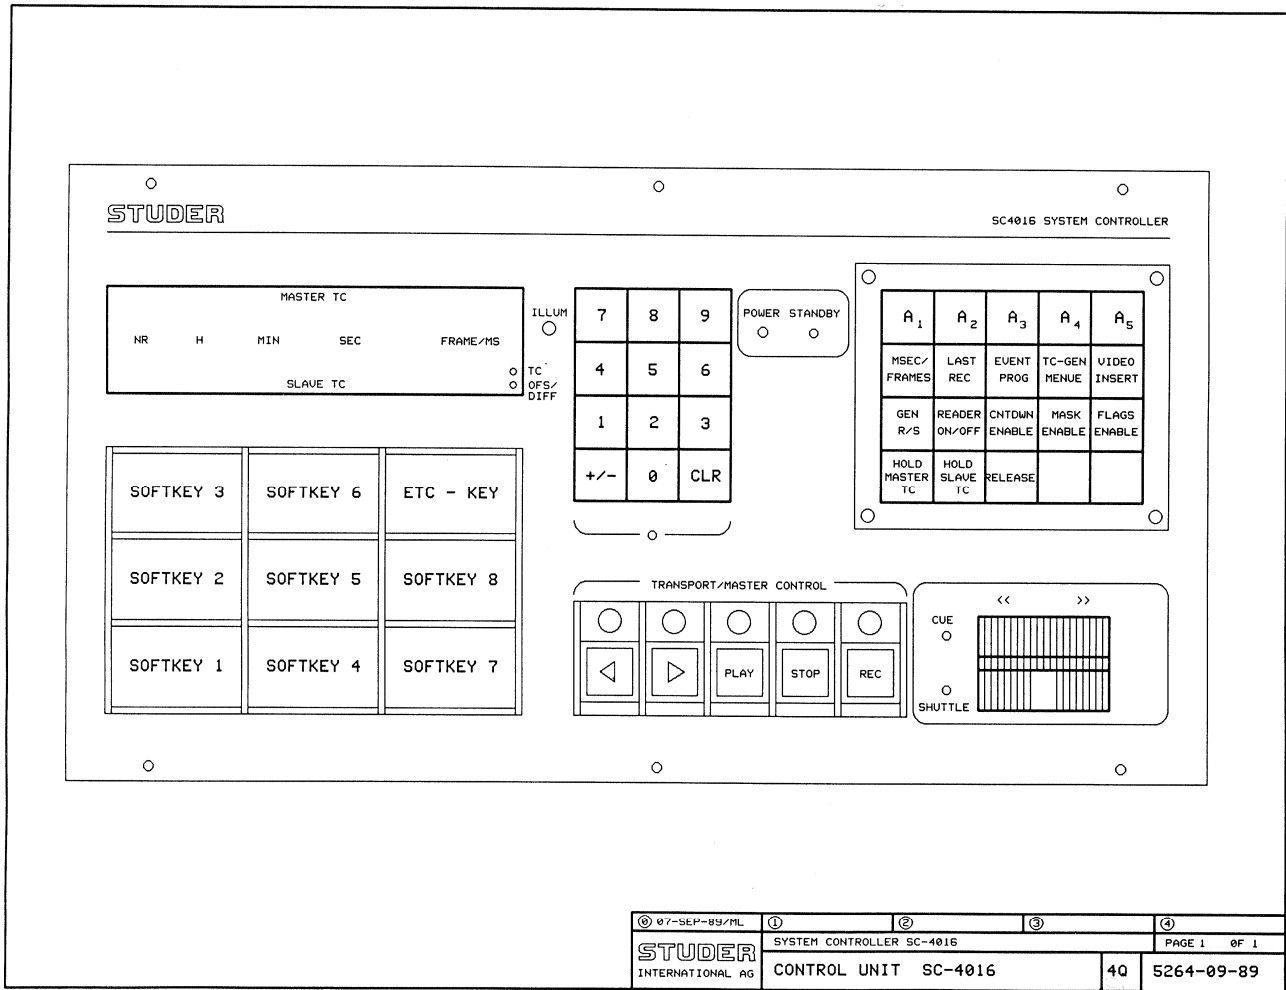 STUDER
SC4016 SYSTEM CONTROLLER
MASTER TC
NR H MIN SEC FRAME/MS
SLAVE TC
TC
OFS/
DIFF
ILLUM
7 8 9
4 5 6
1 2 3
+/- 0 CLR
POWER STANDBY
A1 A2 A3 A4 A5
MSEC/ LAST EVENT TC-GEN VIDEO
FRAMES REC PROG MENUE INSERT
GEN READER CNTDWN MASK FLAGS
R/S ON/OFF ENABLE ENABLE ENABLE
HOLD HOLD
MASTER SLAVE RELEASE
TC TC
SOFTKEY 3 SOFTKEY 6 ETC - KEY
SOFTKEY 2 SOFTKEY 5 SOFTKEY 8
SOFTKEY 1 SOFTKEY 4 SOFTKEY 7
TRANSPORT/MASTER CONTROL
PLAY STOP REC
<< >>
CUE
SHUTTLE
⓪ 07-SEP-89/ML ① ② ③ ④
STUDER
INTERNATIONAL AG
SYSTEM CONTROLLER SC-4016
PAGE 1 OF 1
CONTROL UNIT SC-4016
4Q
5264-09-89